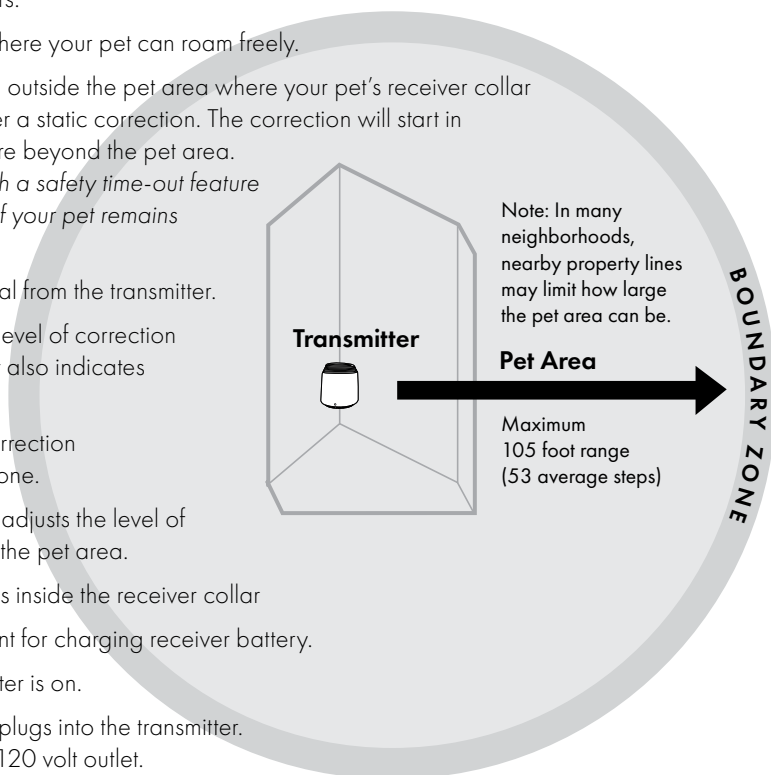 rs.
here your pet can roam freely.
outside the pet area where your pet's receiver collar
er a static correction. The correction will start in
re beyond the pet area.
h a safety time-out feature
f your pet remains
al from the transmitter.
evel of correction
also indicates
rrection
one.
adjusts the level of
the pet area.
s inside the receiver collar
nt for charging receiver battery.
ter is on.
plugs into the transmitter.
120 volt outlet.
Transmitter
Note: In many
neighborhoods,
nearby property lines
may limit how large
the pet area can be.
Pet Area
Maximum
105 foot range
(53 average steps)
BOUNDARY ZONE